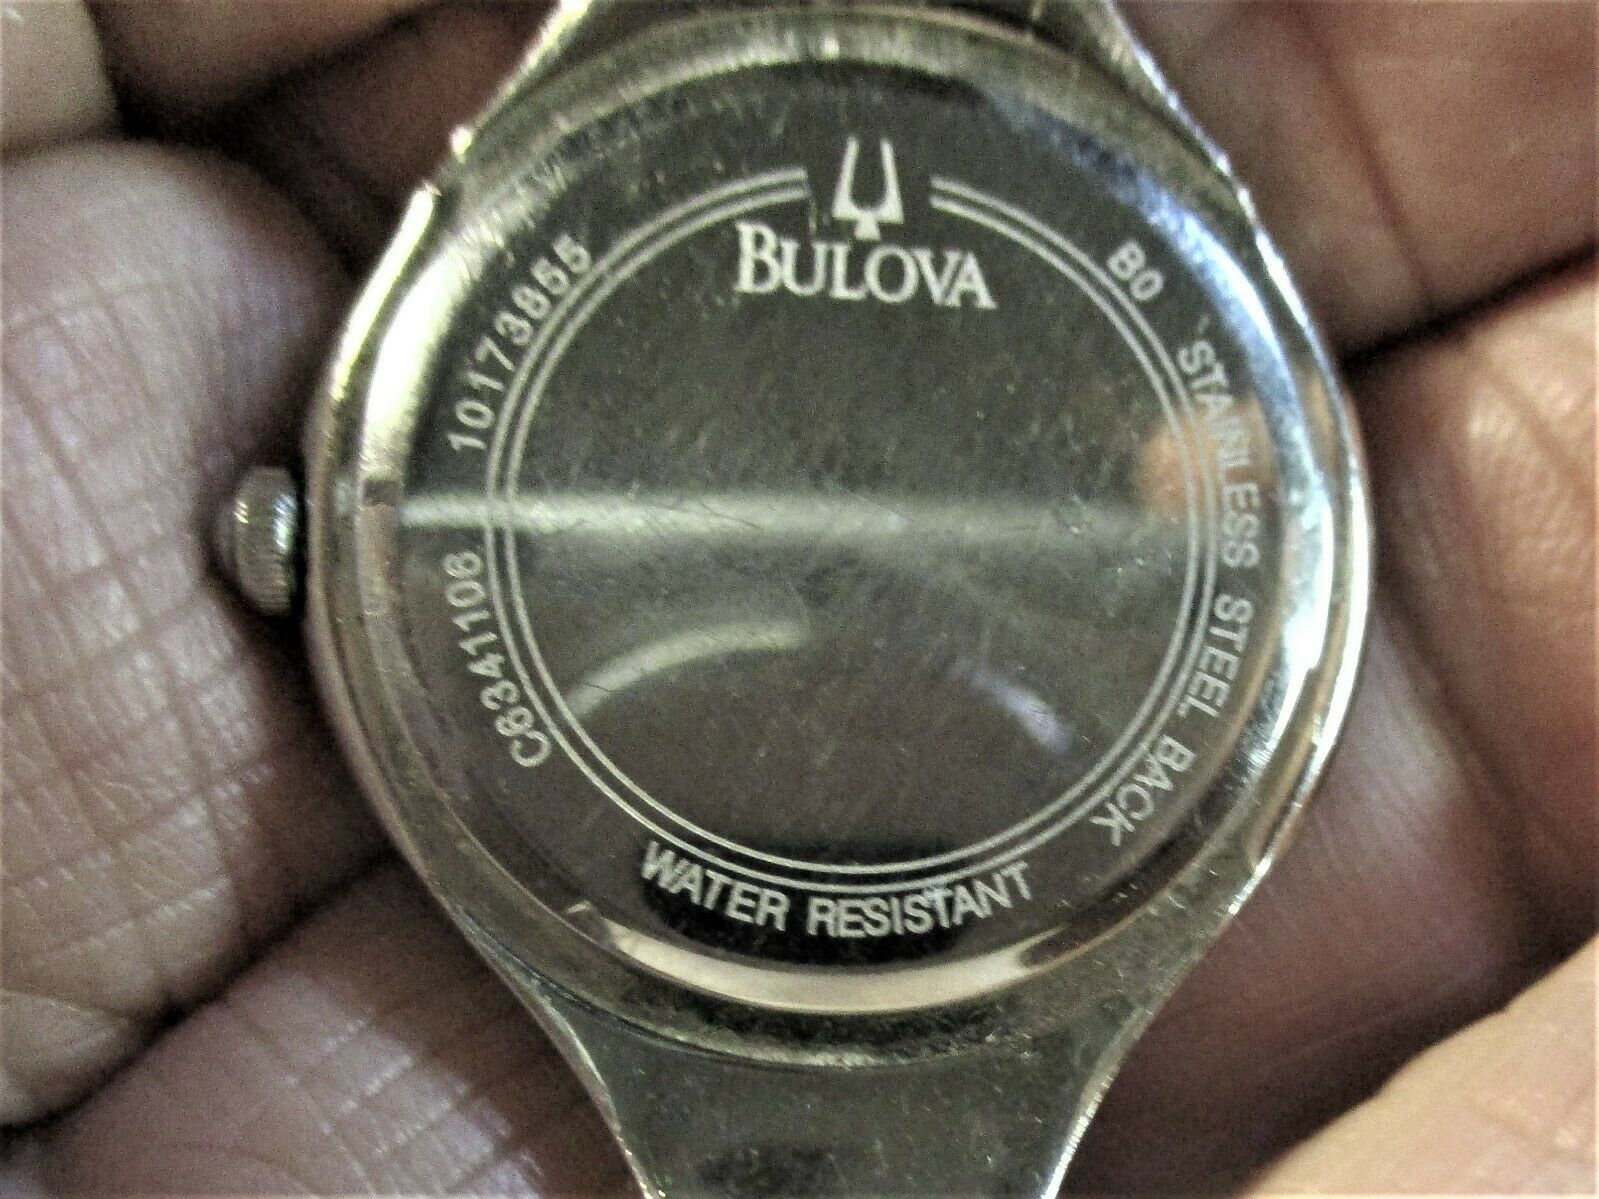 BULOVA
B0
STAINLESS STEEL BACK
WATER RESISTANT
C6341106
10173855